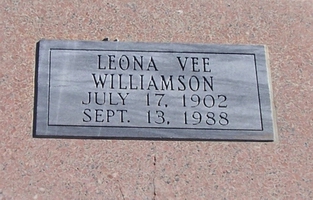 LEONA VEE
WILLIAMSON
JULY 17, 1902
SEPT. 13, 1988